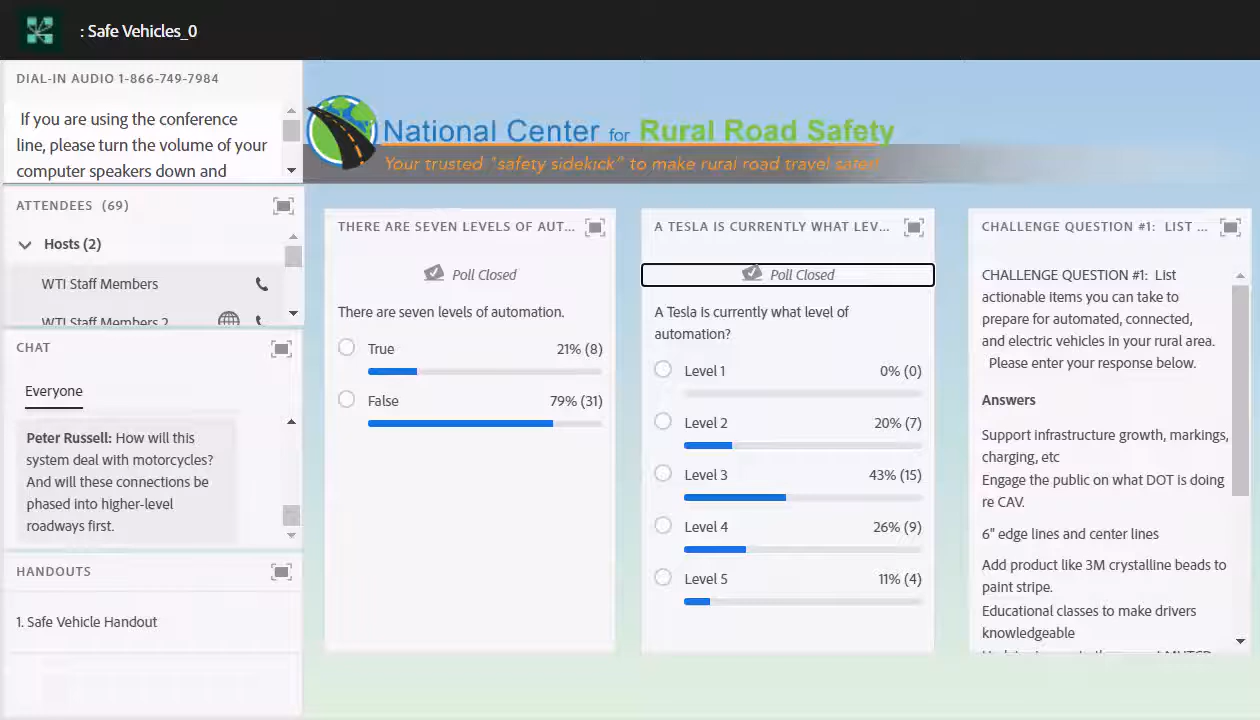 : Safe Vehicles_0
DIAL-IN AUDIO 1-866-749-7984
If you are using the conference
line, please turn the volume of your
computer speakers down and
ATTENDEES (69)
Hosts (2)
WTI Staff Members
WTI Staff Members 2
CHAT
Everyone
Peter Russell: How will this
system deal with motorcycles?
And will these connections be
phased into higher-level
roadways first.
HANDOUTS
1. Safe Vehicle Handout
National Center for Rural Road Safety
Your trusted "safety sidekick" to make rural road travel safer!
THERE ARE SEVEN LEVELS OF AUT...
Poll Closed
There are seven levels of automation.
True 21% (8)
False 79% (31)
A TESLA IS CURRENTLY WHAT LEV...
Poll Closed
A Tesla is currently what level of
automation?
Level 1 0% (0)
Level 2 20% (7)
Level 3 43% (15)
Level 4 26% (9)
Level 5 11% (4)
CHALLENGE QUESTION #1: LIST ...
CHALLENGE QUESTION #1: List
actionable items you can take to
prepare for automated, connected,
and electric vehicles in your rural area.
Please enter your response below.
Answers
Support infrastructure growth, markings,
charging, etc
Engage the public on what DOT is doing
re CAV.
6" edge lines and center lines
Add product like 3M crystalline beads to
paint stripe.
Educational classes to make drivers
knowledgeable